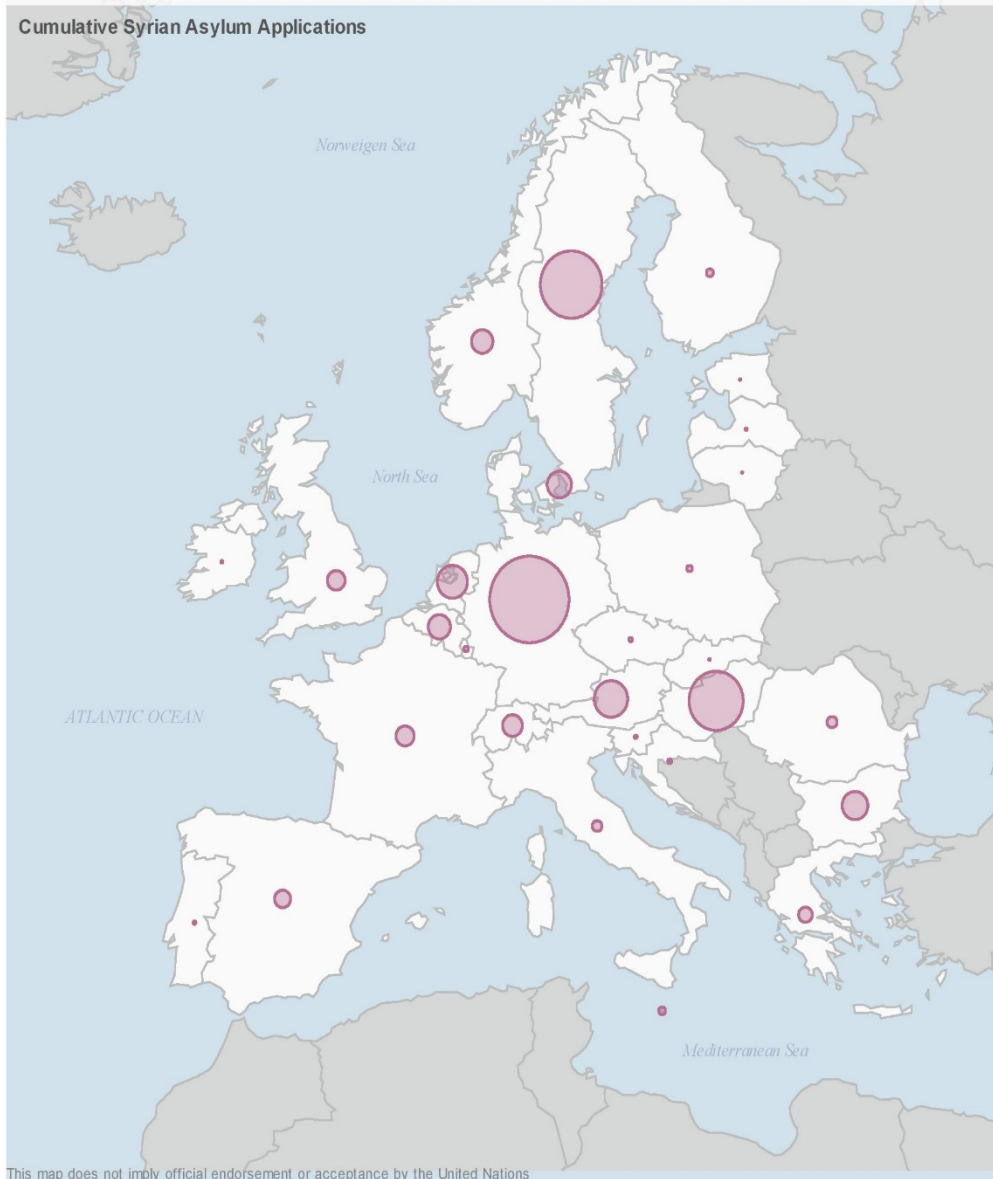 Cumulative Syrian Asylum Applications
Norweigen Sea
North Sea
ATLANTIC OCEAN
Mediterranean Sea
This map does not imply official endorsement or acceptance by the United Nations